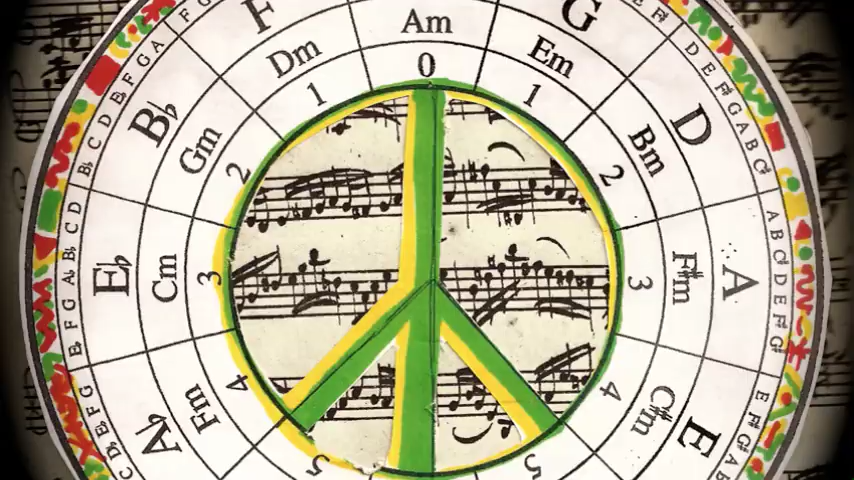 F
G
Am
Dm
Em
0
1
1
B♭
D
Gm
Bm
2
2
D E F# G A B C#
B♭ C D E♭ F G A
E♭
A
Cm
F#m
3
3
A B C# D E F# G#
E♭ F G A♭ B♭ C D
A♭
E
Fm
C#m
4
4
5
5